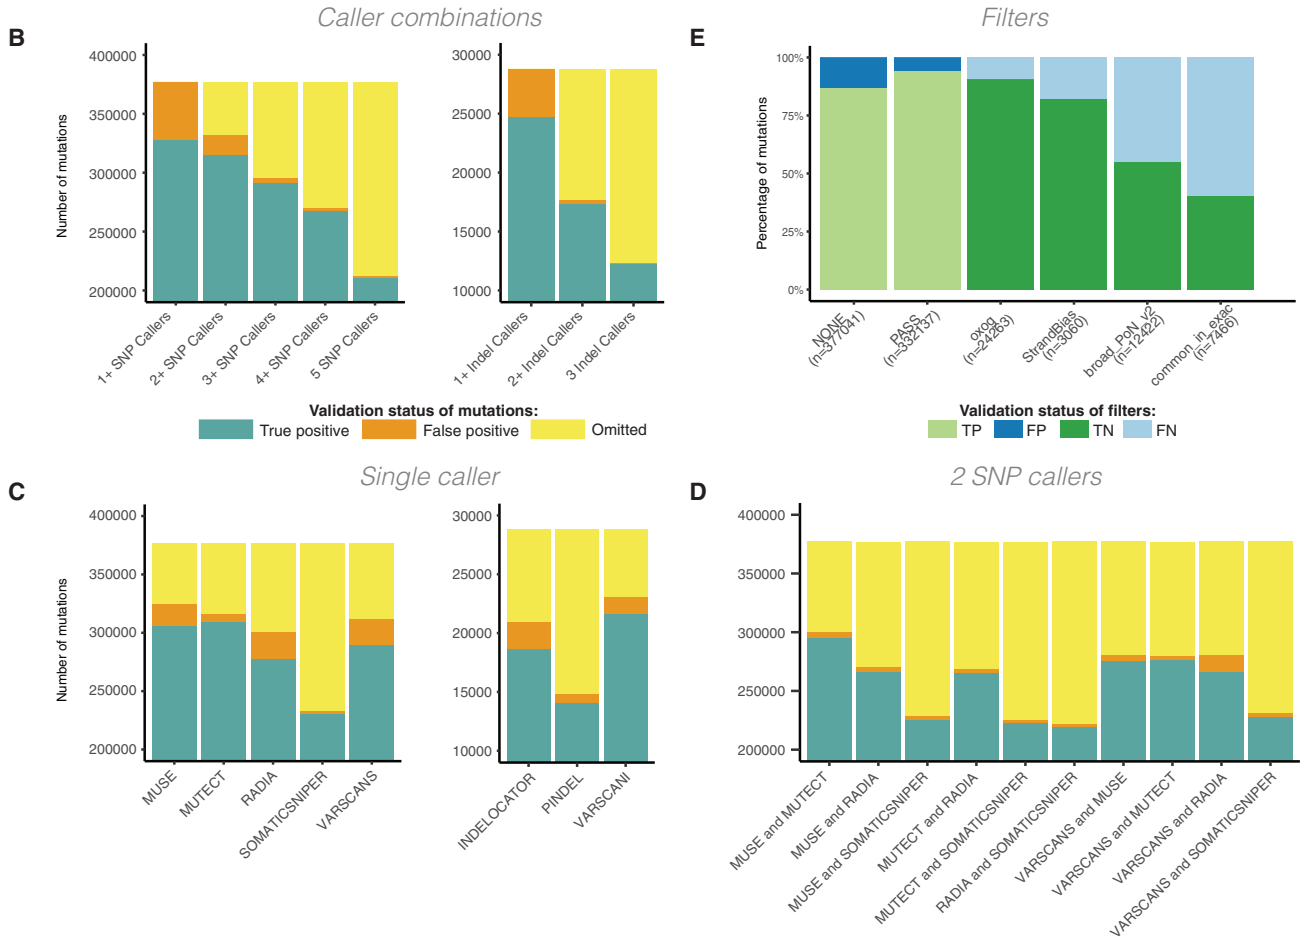 Caller combinations
B
400000
350000
300000
250000
200000
Number of mutations
1+ SNP Callers
2+ SNP Callers
3+ SNP Callers
4+ SNP Callers
5 SNP Callers
30000
25000
20000
15000
10000
1+ Indel Callers
2+ Indel Callers
3 Indel Callers
Validation status of mutations:
True positive
False positive
Omitted
Filters
E
100%
75%
50%
25%
0%
Percentage of mutations
NONE
(n=377041)
PASS
(n=332137)
oxog
(n=24263)
StrandBias
(n=3060)
broad_PoN_v2
(n=12422)
common_in_exac
(n=7466)
Validation status of filters:
TP
FP
TN
FN
Single caller
C
400000
350000
300000
250000
200000
Number of mutations
MUSE
MUTECT
RADIA
SOMATICSNIPER
VARSCANS
30000
25000
20000
15000
10000
INDELOCATOR
PINDEL
VARSCANI
2 SNP callers
D
400000
350000
300000
250000
200000
MUSE and MUTECT
MUSE and RADIA
MUSE and SOMATICSNIPER
MUTECT and RADIA
MUTECT and SOMATICSNIPER
RADIA and SOMATICSNIPER
VARSCANS and MUSE
VARSCANS and MUTECT
VARSCANS and RADIA
VARSCANS and SOMATICSNIPER